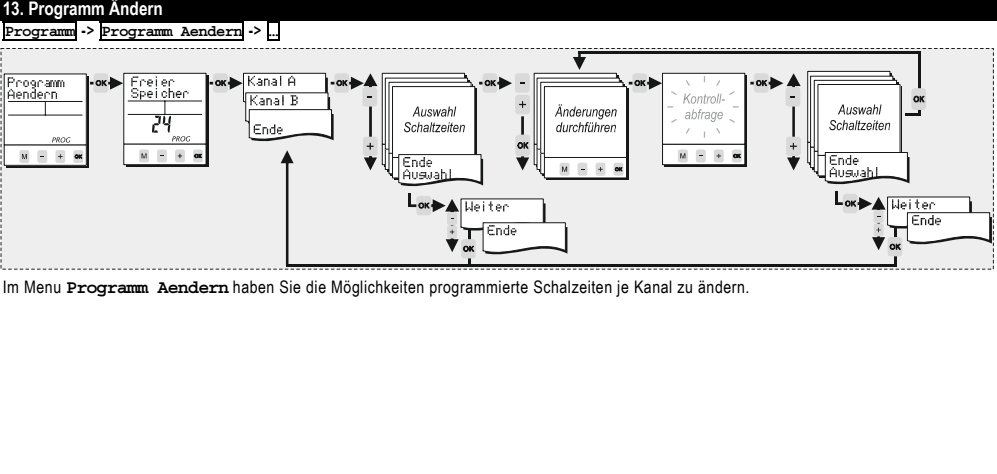 13. Programm Ändern
Programm -> Programm Aendern -> …
Programm
Aendern
PROG
M - + OK
OK
Freier
Speicher
24
PROG
M - + OK
OK
Kanal A
Kanal B
Ende
OK
-
+
Auswahl
Schaltzeiten
Ende
Auswahl
OK
-
+
OK
Änderungen
durchführen
M - + OK
OK
Kontroll-
abfrage
M - + OK
OK
-
+
Auswahl
Schaltzeiten
Ende
Auswahl
OK
OK
-
+
OK
Weiter
Ende
OK
-
+
OK
Weiter
Ende
Im Menu Programm Aendern haben Sie die Möglichkeiten programmierte Schalzeiten je Kanal zu ändern.